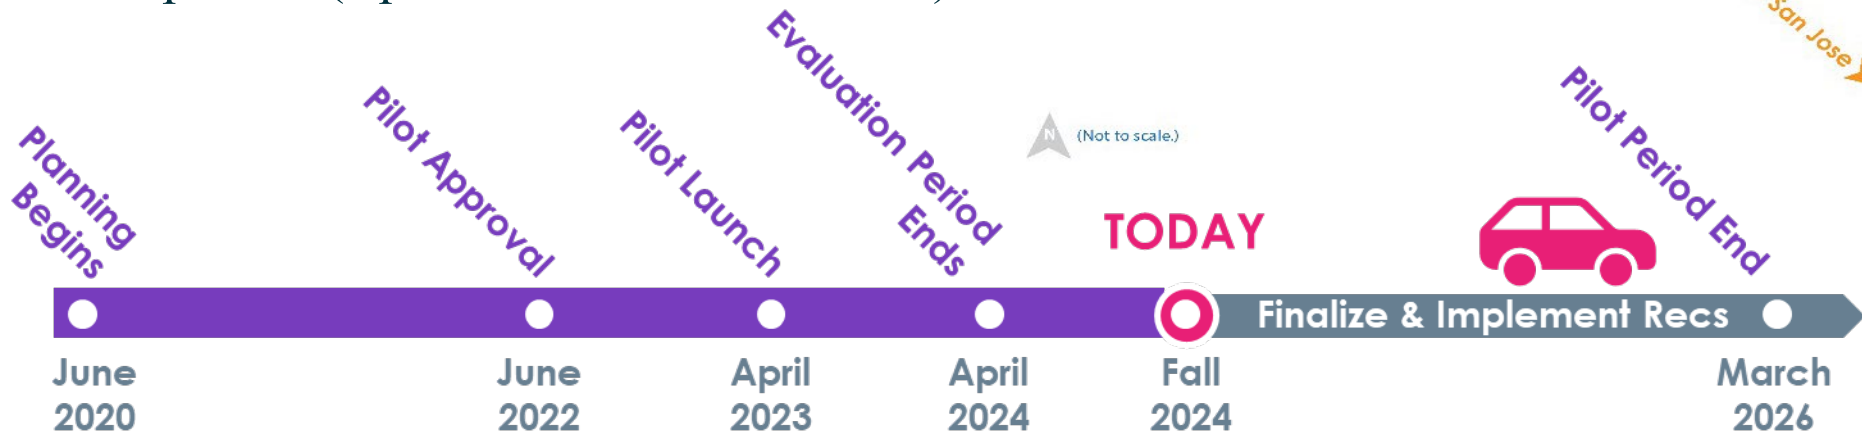 San Jose
Planning
Begins
Pilot Approval
Pilot Launch
Evaluation Period
Ends
N
(Not to scale.)
TODAY
Pilot Period End
Finalize & Implement Recs
June
2020
June
2022
April
2023
April
2024
Fall
2024
March
2026